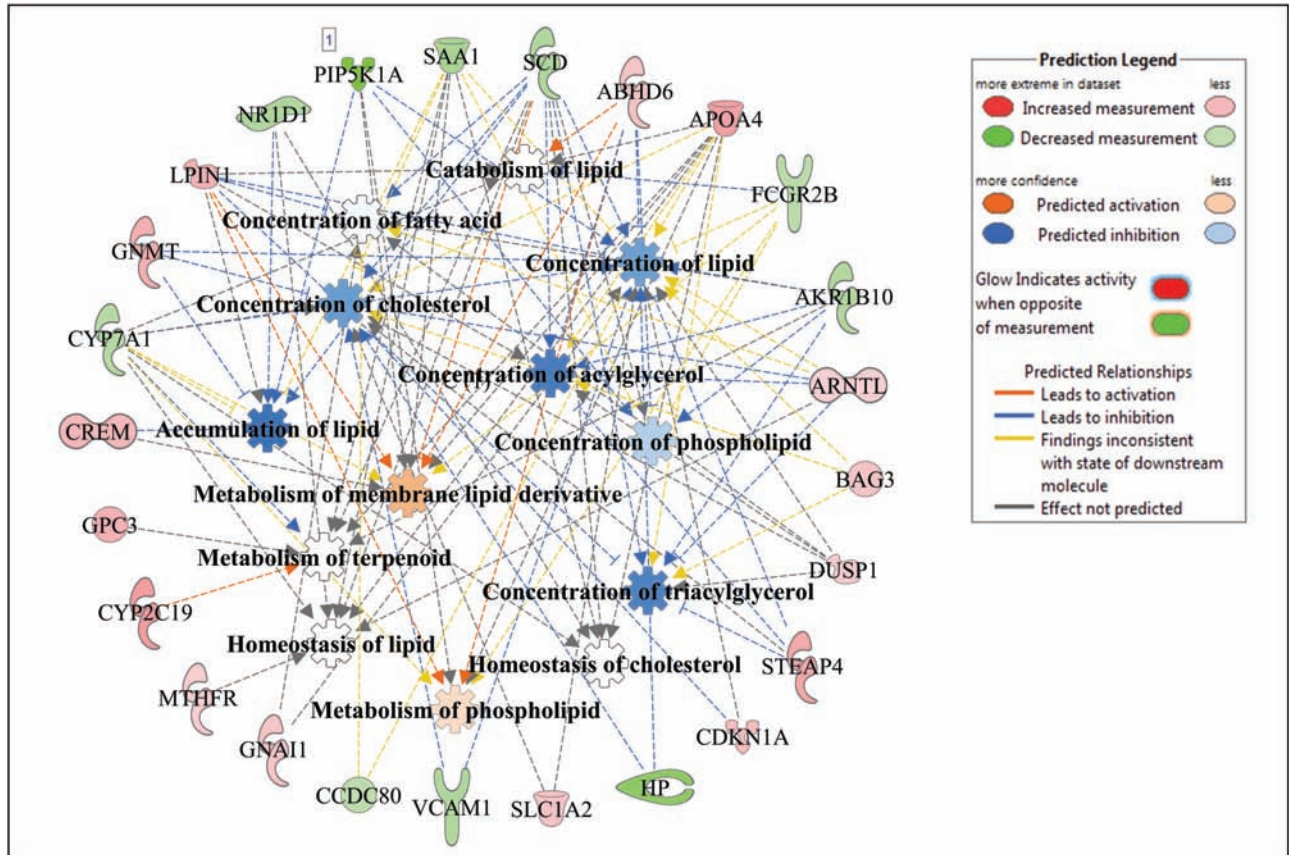 1
PIP5K1A
SAA1
SCD
ABHD6
APOA4
NR1D1
LPIN1
FCGR2B
GNMT
AKR1B10
CYP7A1
ARNTL
CREM
BAG3
GPC3
DUSP1
CYP2C19
STEAP4
MTHFR
CDKN1A
GNAI1
CCDC80
VCAM1
SLC1A2
HP
Catabolism of lipid
Concentration of fatty acid
Concentration of lipid
Concentration of cholesterol
Concentration of acylglycerol
Accumulation of lipid
Concentration of phospholipid
Metabolism of membrane lipid derivative
Metabolism of terpenoid
Concentration of triacylglycerol
Homeostasis of lipid
Homeostasis of cholesterol
Metabolism of phospholipid
Prediction Legend
more extreme in dataset less
Increased measurement
Decreased measurement
more confidence less
Predicted activation
Predicted inhibition
Glow Indicates activity
when opposite
of measurement
Predicted Relationships
Leads to activation
Leads to inhibition
Findings inconsistent
with state of downstream
molecule
Effect not predicted